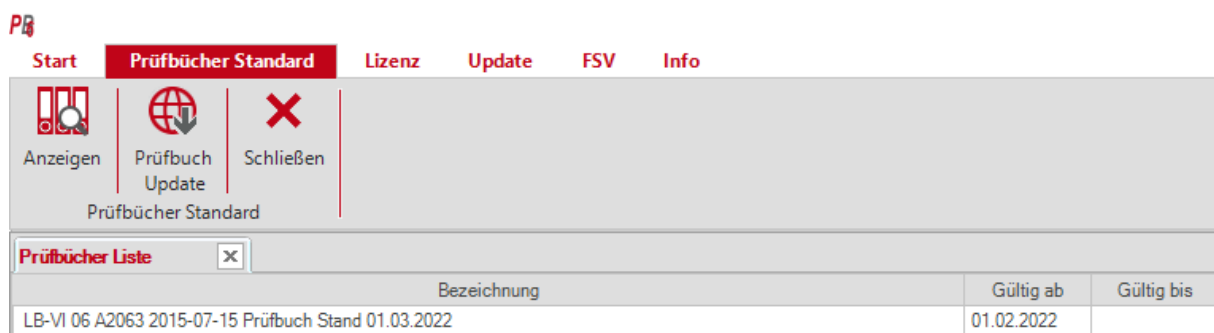 PB
Start Prüfbücher Standard Lizenz Update FSV Info
Anzeigen Prüfbuch Schließen
Update
Prüfbücher Standard
Prüfbücher Liste
Bezeichnung Gültig ab Gültig bis
LB-VI 06 A2063 2015-07-15 Prüfbuch Stand 01.03.2022 01.02.2022